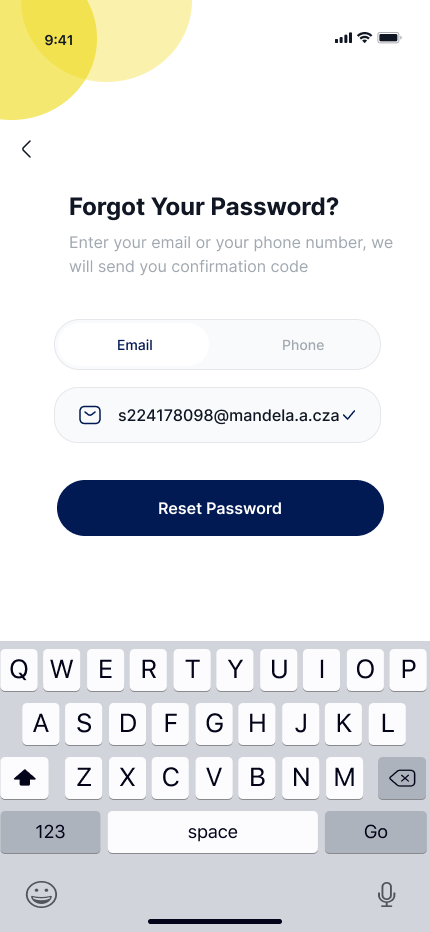 9:41
Forgot Your Password?
Enter your email or your phone number, we
will send you confirmation code
Email Phone
s224178098@mandela.a.cza
Reset Password
Q W E R T Y U I O P
A S D F G H J K L
Z X C V B N M
123 space Go